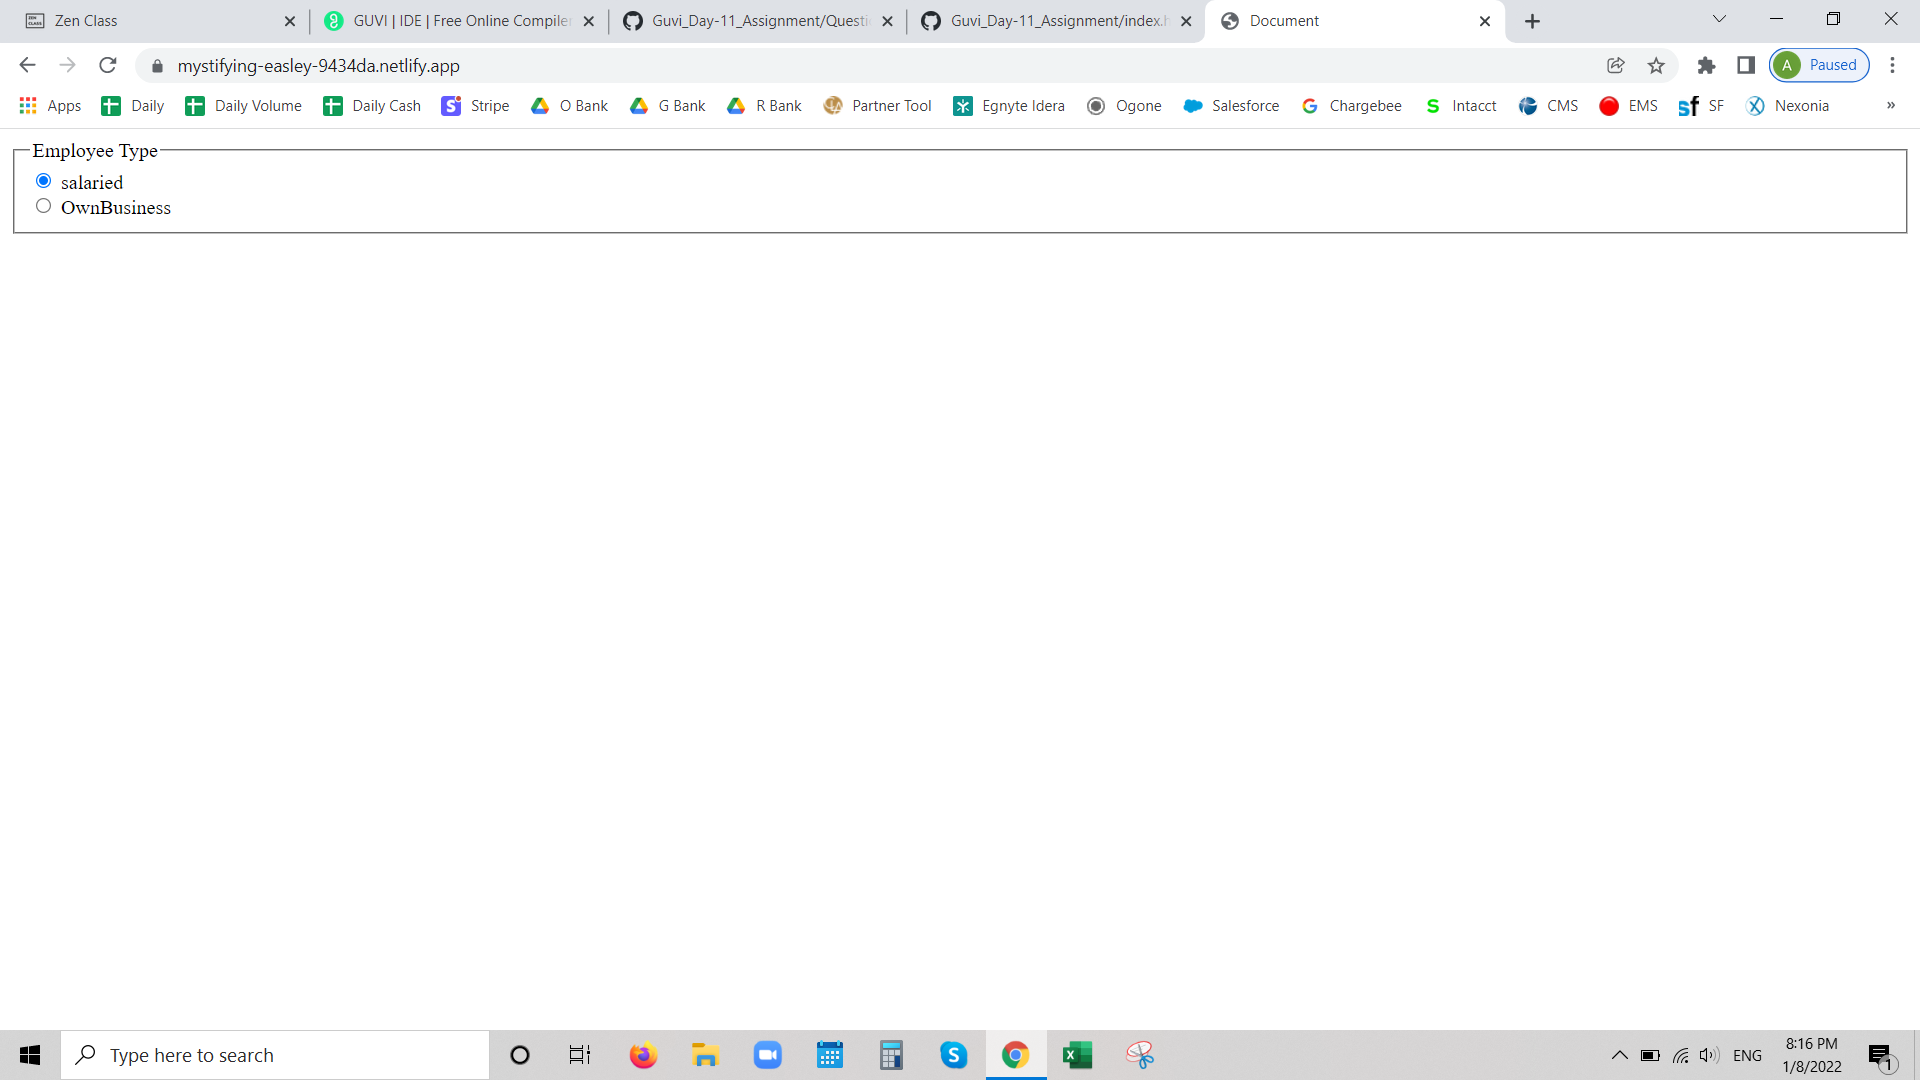 Zen Class
GUVI | IDE | Free Online Compiler
Guvi_Day-11_Assignment/Questi
Guvi_Day-11_Assignment/index.h
Document
mystifying-easley-9434da.netlify.app
A Paused
Apps Daily Daily Volume Daily Cash Stripe O Bank G Bank R Bank Partner Tool Egnyte Idera Ogone Salesforce Chargebee Intacct CMS EMS SF Nexonia »
Employee Type
salaried
OwnBusiness
Type here to search
ENG
8:16 PM
1/8/2022
1